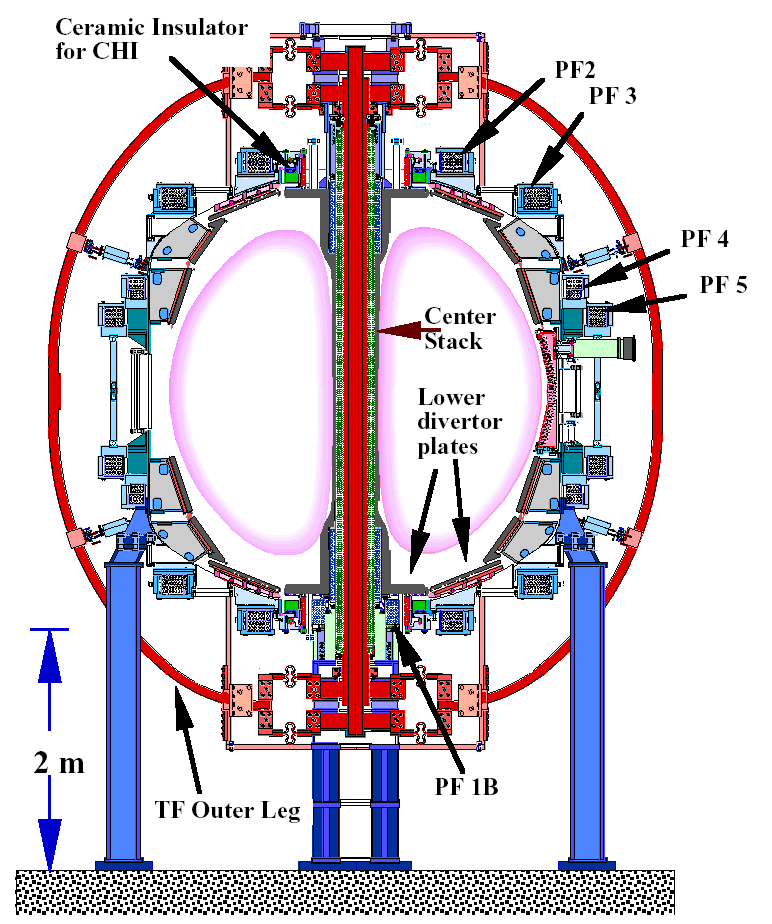 Ceramic Insulator
for CHI
PF2
PF 3
PF 4
PF 5
Center
Stack
Lower
divertor
plates
2 m
TF Outer Leg
PF 1B